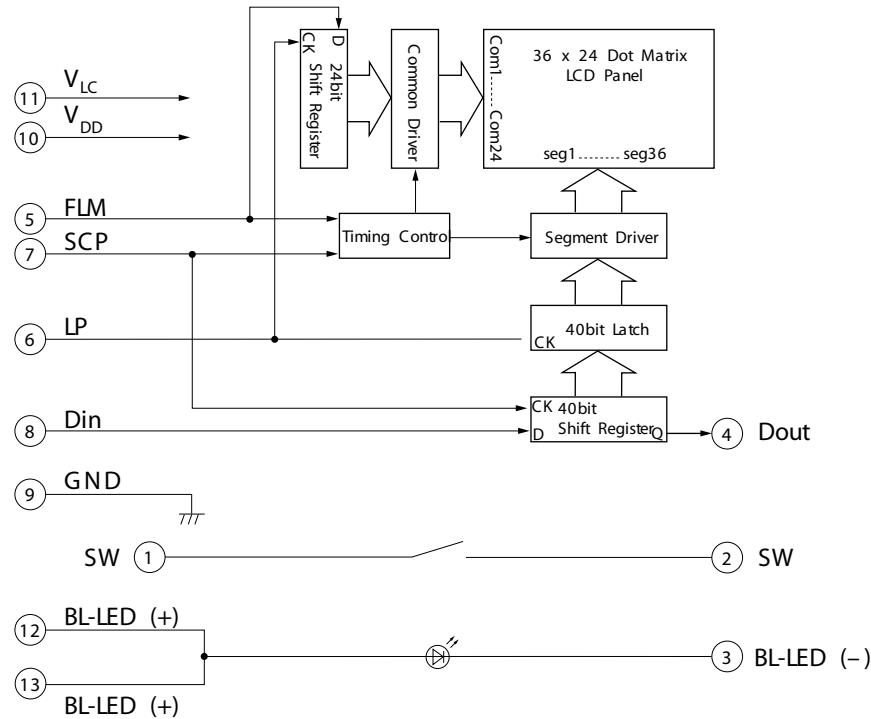 D
CK
24bit
Shift Register
Common Driver
Com1........Com24
36 x 24 Dot Matrix
LCD Panel
seg1......... seg36
11 VLC
10 VDD
5 FLM
7 SCP
Timing Control
Segment Driver
6 LP
40bit Latch
CK
8 Din
CK 40bit
D Shift Register Q
4 Dout
9 GND
SW 1
2 SW
12 BL-LED (+)
3 BL-LED (–)
13
BL-LED (+)